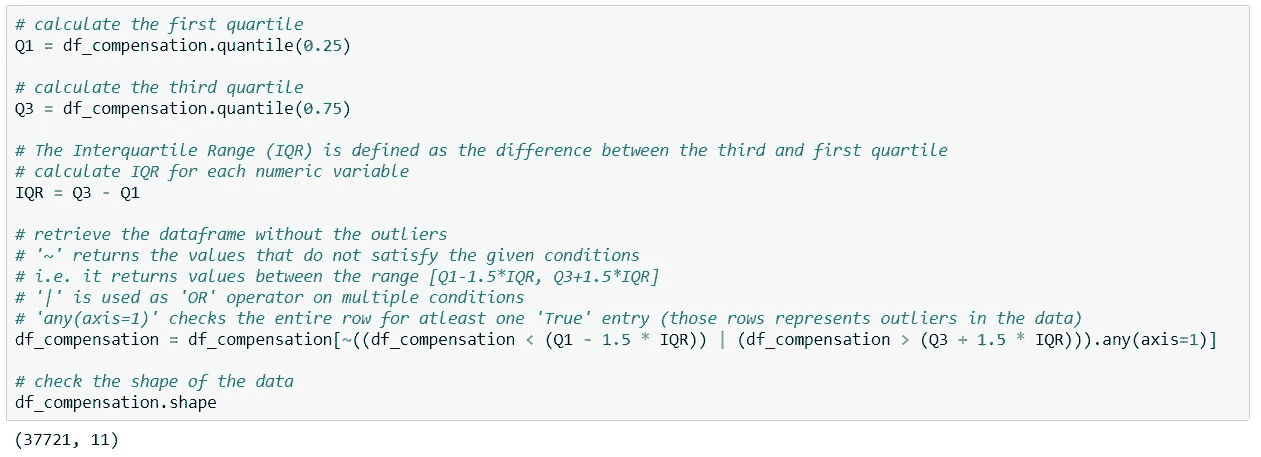 # calculate the first quartile
Q1 = df_compensation.quantile(0.25)
# calculate the third quartile
Q3 = df_compensation.quantile(0.75)
# The Interquartile Range (IQR) is defined as the difference between the third and first quartile
# calculate IQR for each numeric variable
IQR = Q3 - Q1
# retrieve the dataframe without the outliers
# '~' returns the values that do not satisfy the given conditions
# i.e. it returns values between the range [Q1-1.5*IQR, Q3+1.5*IQR]
# '|' is used as 'OR' operator on multiple conditions
# 'any(axis=1)' checks the entire row for atleast one 'True' entry (those rows represents outliers in the data)
df_compensation = df_compensation[~((df_compensation < (Q1 - 1.5 * IQR)) | (df_compensation > (Q3 + 1.5 * IQR))).any(axis=1)]
# check the shape of the data
df_compensation.shape
(37721, 11)